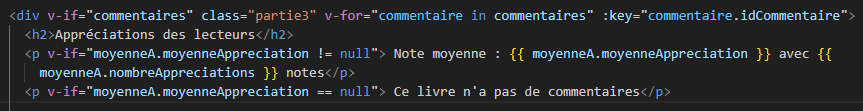 <div v-if="commentaires" class="partie3" v-for="commentaire in commentaires" :key="commentaire.idCommentaire">
<h2>Appréciations des lecteurs</h2>
<p v-if="moyenneA.moyenneAppreciation != null"> Note moyenne : {{ moyenneA.moyenneAppreciation }} avec {{
moyenneA.nombreAppreciations }} notes</p>
<p v-if="moyenneA.moyenneAppreciation == null"> Ce livre n'a pas de commentaires</p>